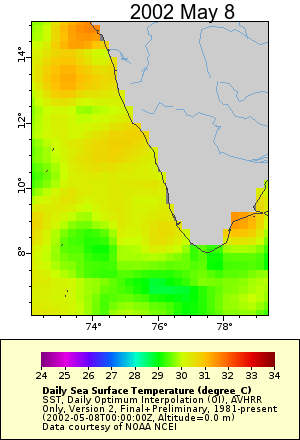 2002 May 8
14°
12°
10°
8°
74° 76° 78°
24 25 26 27 28 29 30 31 32 33 34
Daily Sea Surface Temperature (degree_C)
SST, Daily Optimum Interpolation (OI), AVHRR
Only, Version 2, Final+Preliminary, 1981-present
(2002-05-08T00:00:00Z, Altitude=0.0 m)
Data courtesy of NOAA NCEI